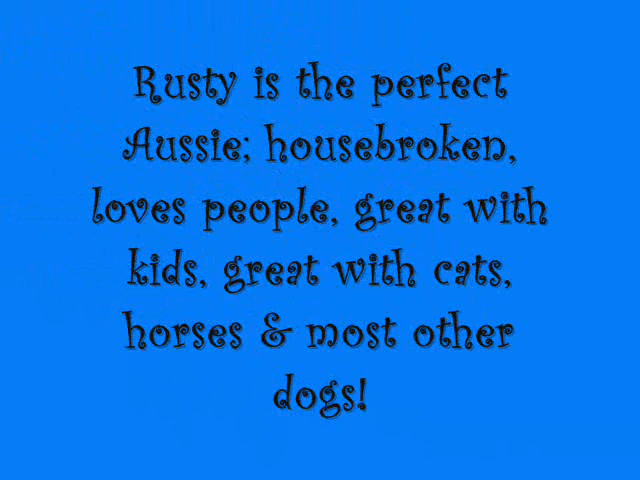 Rusty is the perfect
Aussie; housebroken,
loves people, great with
kids, great with cats,
horses & most other
dogs!